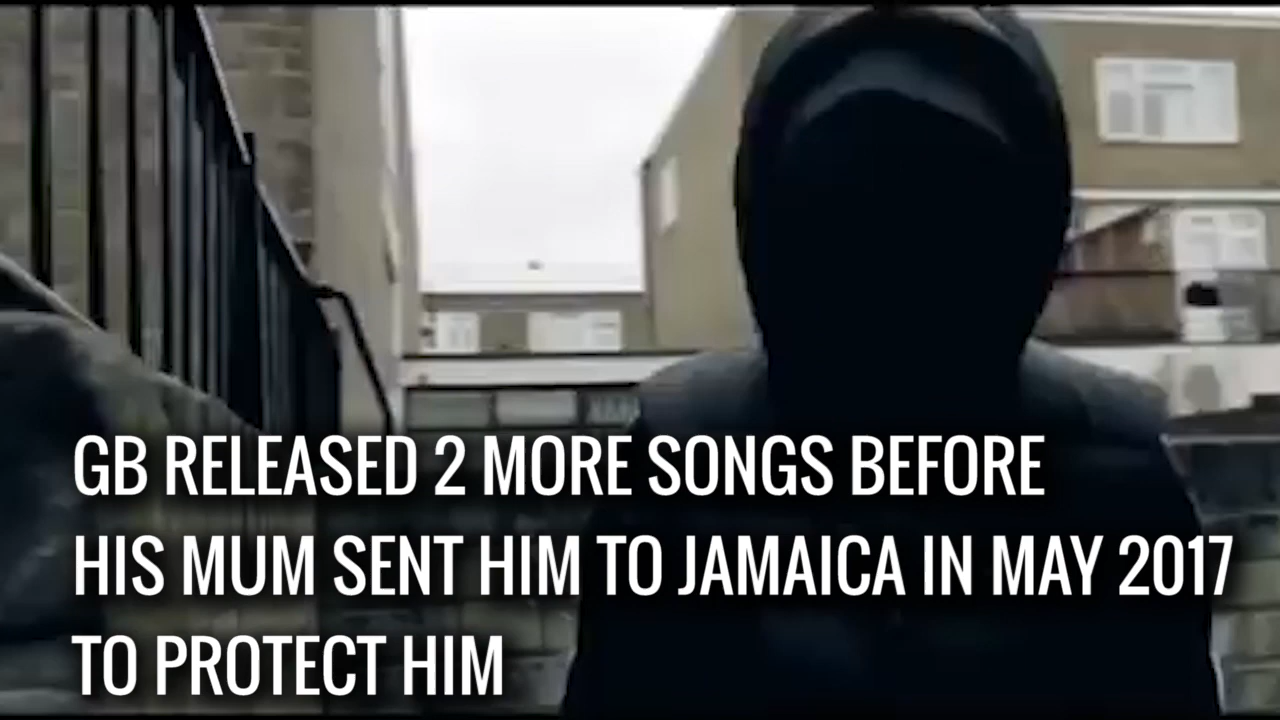 GB RELEASED 2 MORE SONGS BEFORE
HIS MUM SENT HIM TO JAMAICA IN MAY 2017
TO PROTECT HIM